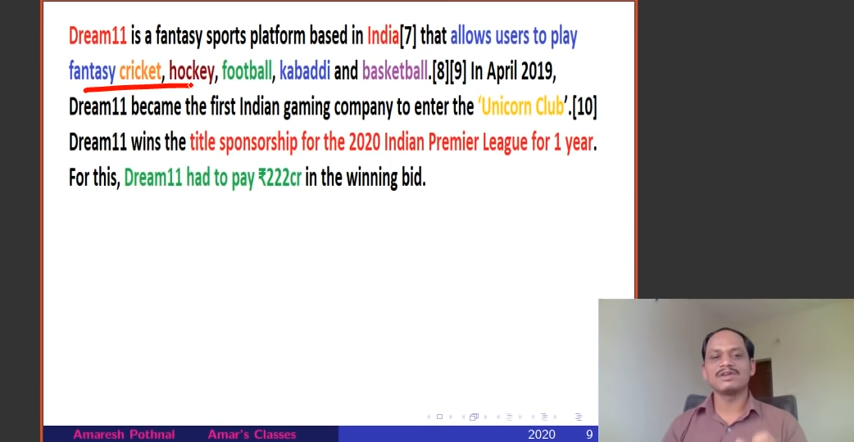 Dream11 is a fantasy sports platform based in India[7] that allows users to play
fantasy cricket, hockey, football, kabaddi and basketball.[8][9] In April 2019,
Dream11 became the first Indian gaming company to enter the 'Unicorn Club'.[10]
Dream11 wins the title sponsorship for the 2020 Indian Premier League for 1 year.
For this, Dream11 had to pay ₹222cr in the winning bid.
Amaresh Pothnal Amar's Classes 2020 9